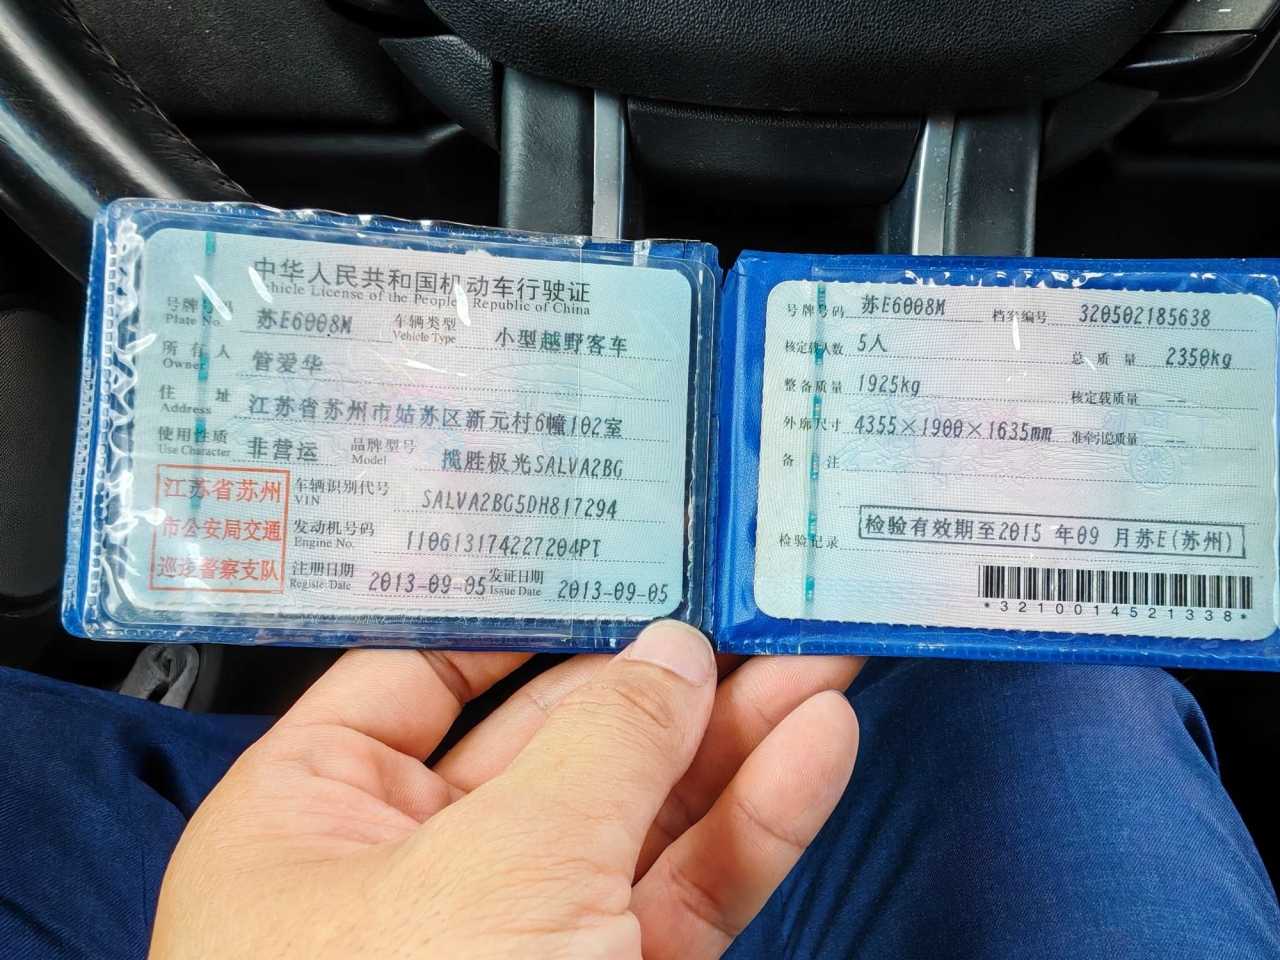 中华人民共和国机动车行驶证
Vehicle License of the People's Republic of China
号牌号码 苏E6008M 车辆类型 小型越野客车
Plate No. Vehicle Type
所有人 管爱华
Owner
住址 江苏省苏州市姑苏区新元村6幢102室
Address
使用性质 非营运 品牌型号 揽胜极光SALVA2BG
Use Character Model
江苏省苏州
市公安局交通
巡逻警察支队
车辆识别代号 SALVA2BG5DH817294
VIN
发动机号码 110613174227204PT
Engine No.
注册日期 2013-09-05 发证日期 2013-09-05
Register Date Issue Date
号牌号码 苏E6008M 档案编号 320502185638
核定载人数 5人 总质量 2350kg
整备质量 1925kg 核定载质量 --
外廓尺寸 4355×1900×1635mm 准牵引总质量 --
备注
检验记录 检验有效期至2015年09月苏E(苏州)
*3210014521338*